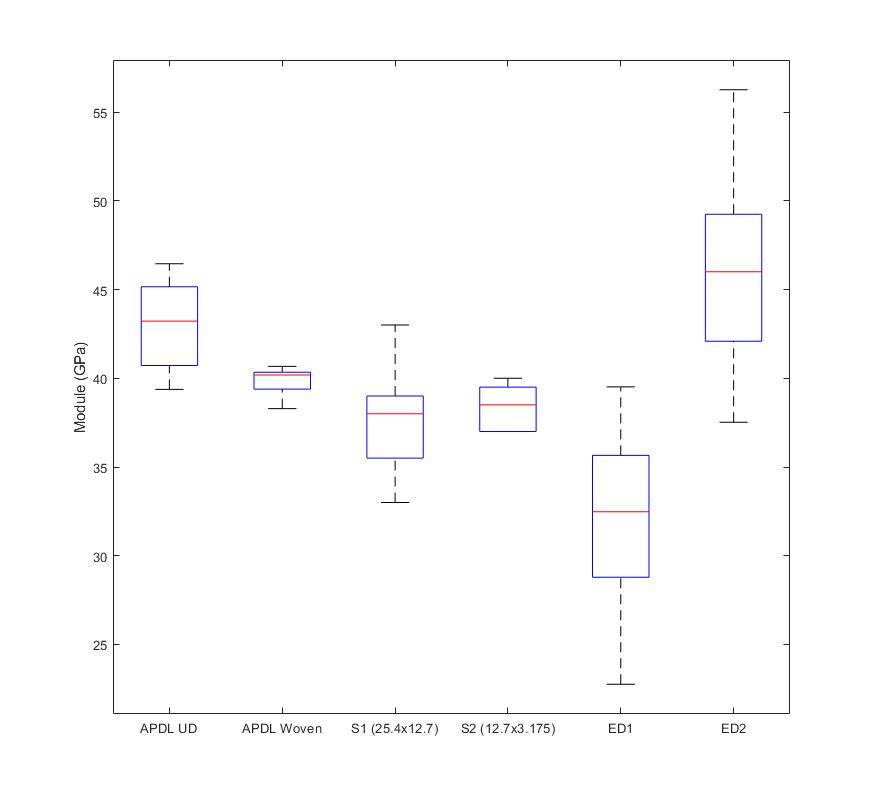 55
50
45
40
35
30
25
Module (GPa)
APDL UD
APDL Woven
S1 (25.4x12.7)
S2 (12.7x3.175)
ED1
ED2